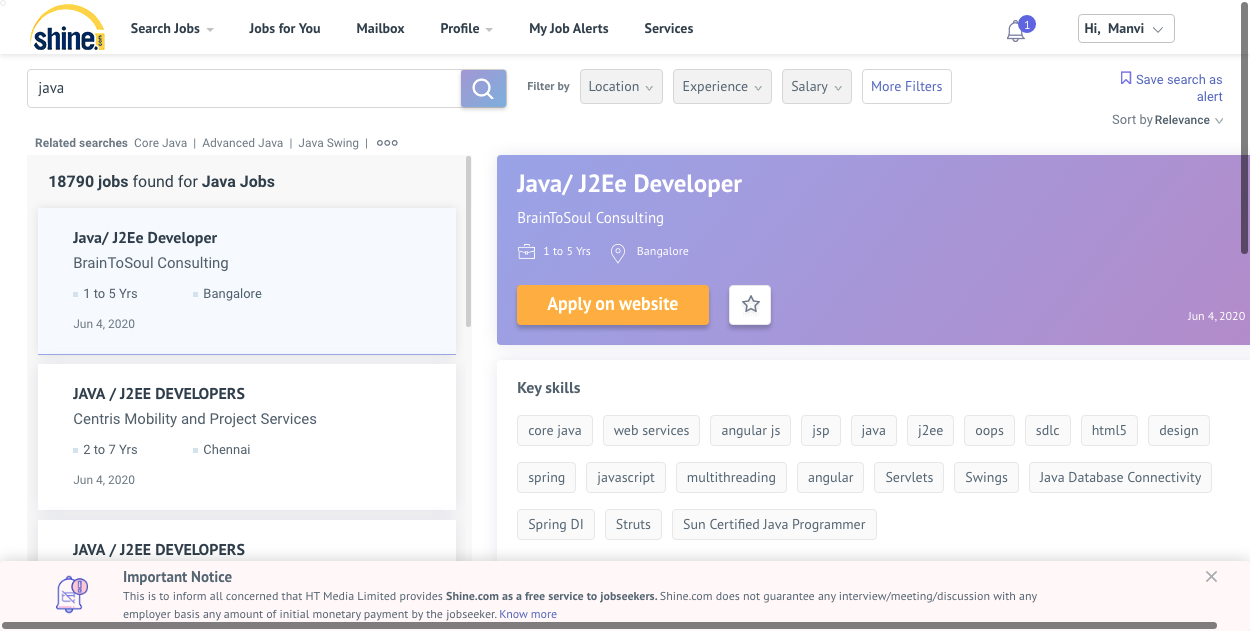 shine.com
Search Jobs Jobs for You Mailbox Profile My Job Alerts Services
1
Hi, Manvi
java
Filter by Location Experience Salary More Filters
Save search as
alert
Sort by Relevance
Related searches Core Java | Advanced Java | Java Swing | ooo
18790 jobs found for Java Jobs
Java/ J2Ee Developer
BrainToSoul Consulting
1 to 5 Yrs Bangalore
Jun 4, 2020
JAVA / J2EE DEVELOPERS
Centris Mobility and Project Services
2 to 7 Yrs Chennai
Jun 4, 2020
JAVA / J2EE DEVELOPERS
Java/ J2Ee Developer
BrainToSoul Consulting
1 to 5 Yrs Bangalore
Apply on website
Jun 4, 2020
Key skills
core java web services angular js jsp java j2ee oops sdlc html5 design
spring javascript multithreading angular Servlets Swings Java Database Connectivity
Spring DI Struts Sun Certified Java Programmer
Important Notice
This is to inform all concerned that HT Media Limited provides Shine.com as a free service to jobseekers. Shine.com does not guarantee any interview/meeting/discussion with any
employer basis any amount of initial monetary payment by the jobseeker. Know more